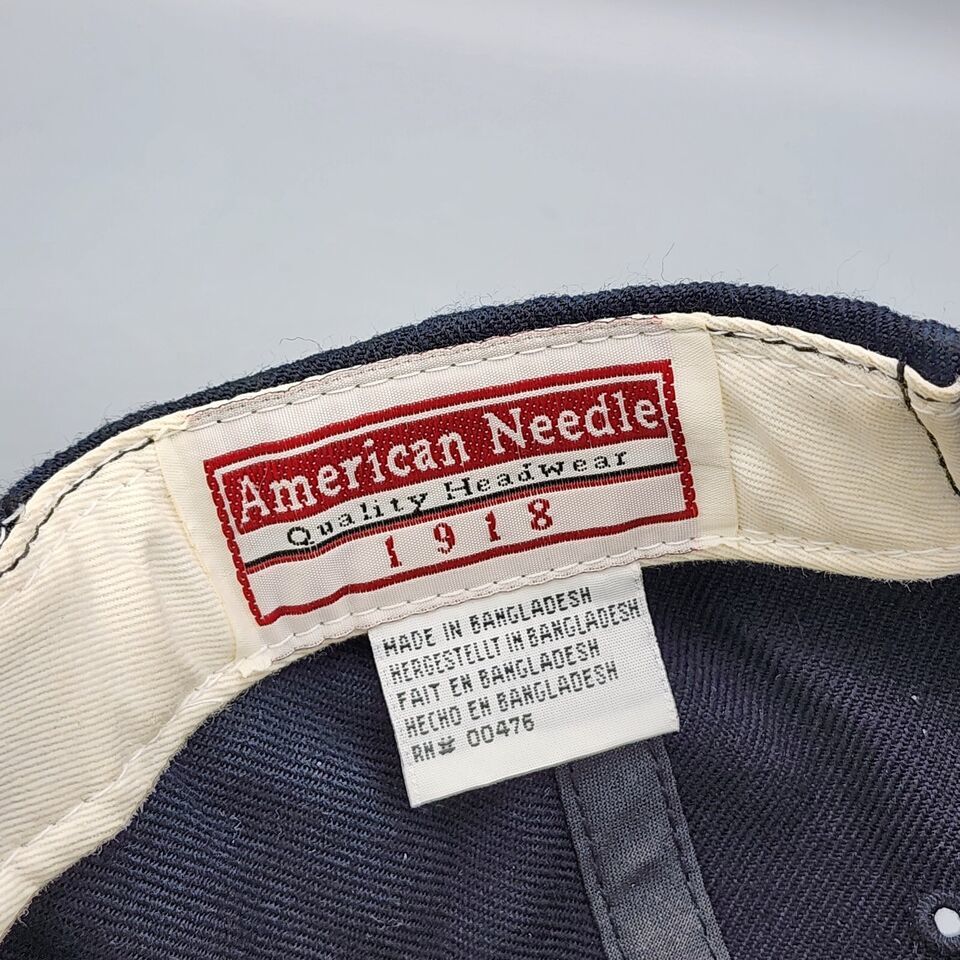 American Needle
Quality Headwear
1918
MADE IN BANGLADESH
HERGESTELLT IN BANGLADESH
FAIT EN BANGLADESH
HECHO EN BANGLADESH
RN# 00476